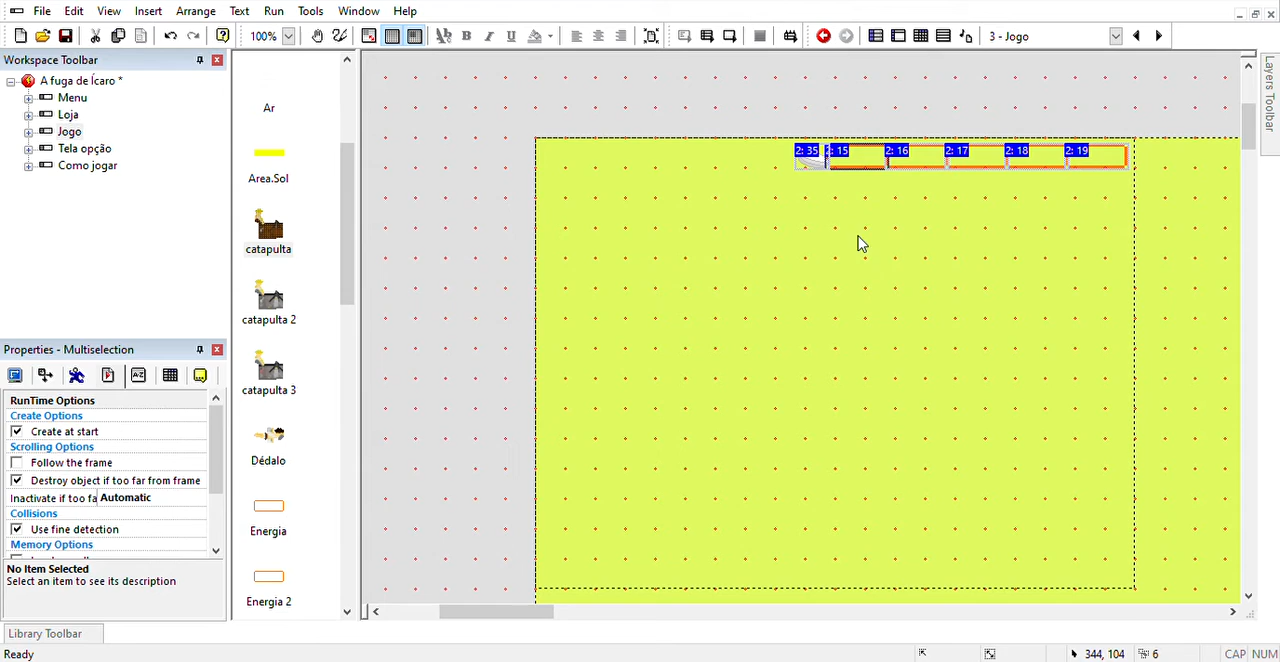 File Edit View Insert Arrange Text Run Tools Window Help
100% B I U 3 - Jogo
Workspace Toolbar
A fuga de Ícaro *
Menu
Loja
Jogo
Tela opção
Como jogar
Properties - Multiselection
RunTime Options
Create Options
Create at start
Scrolling Options
Follow the frame
Destroy object if too far from frame
Inactivate if too fa Automatic
Collisions
Use fine detection
Memory Options
No Item Selected
Select an item to see its description
Library Toolbar
Ready
Ar
Area.Sol
catapulta
catapulta 2
catapulta 3
Dédalo
Energia
Energia 2
2: 35 2: 15 2: 16 2: 17 2: 18 2: 19
Layers Toolbar
344, 104 6 CAP NUM